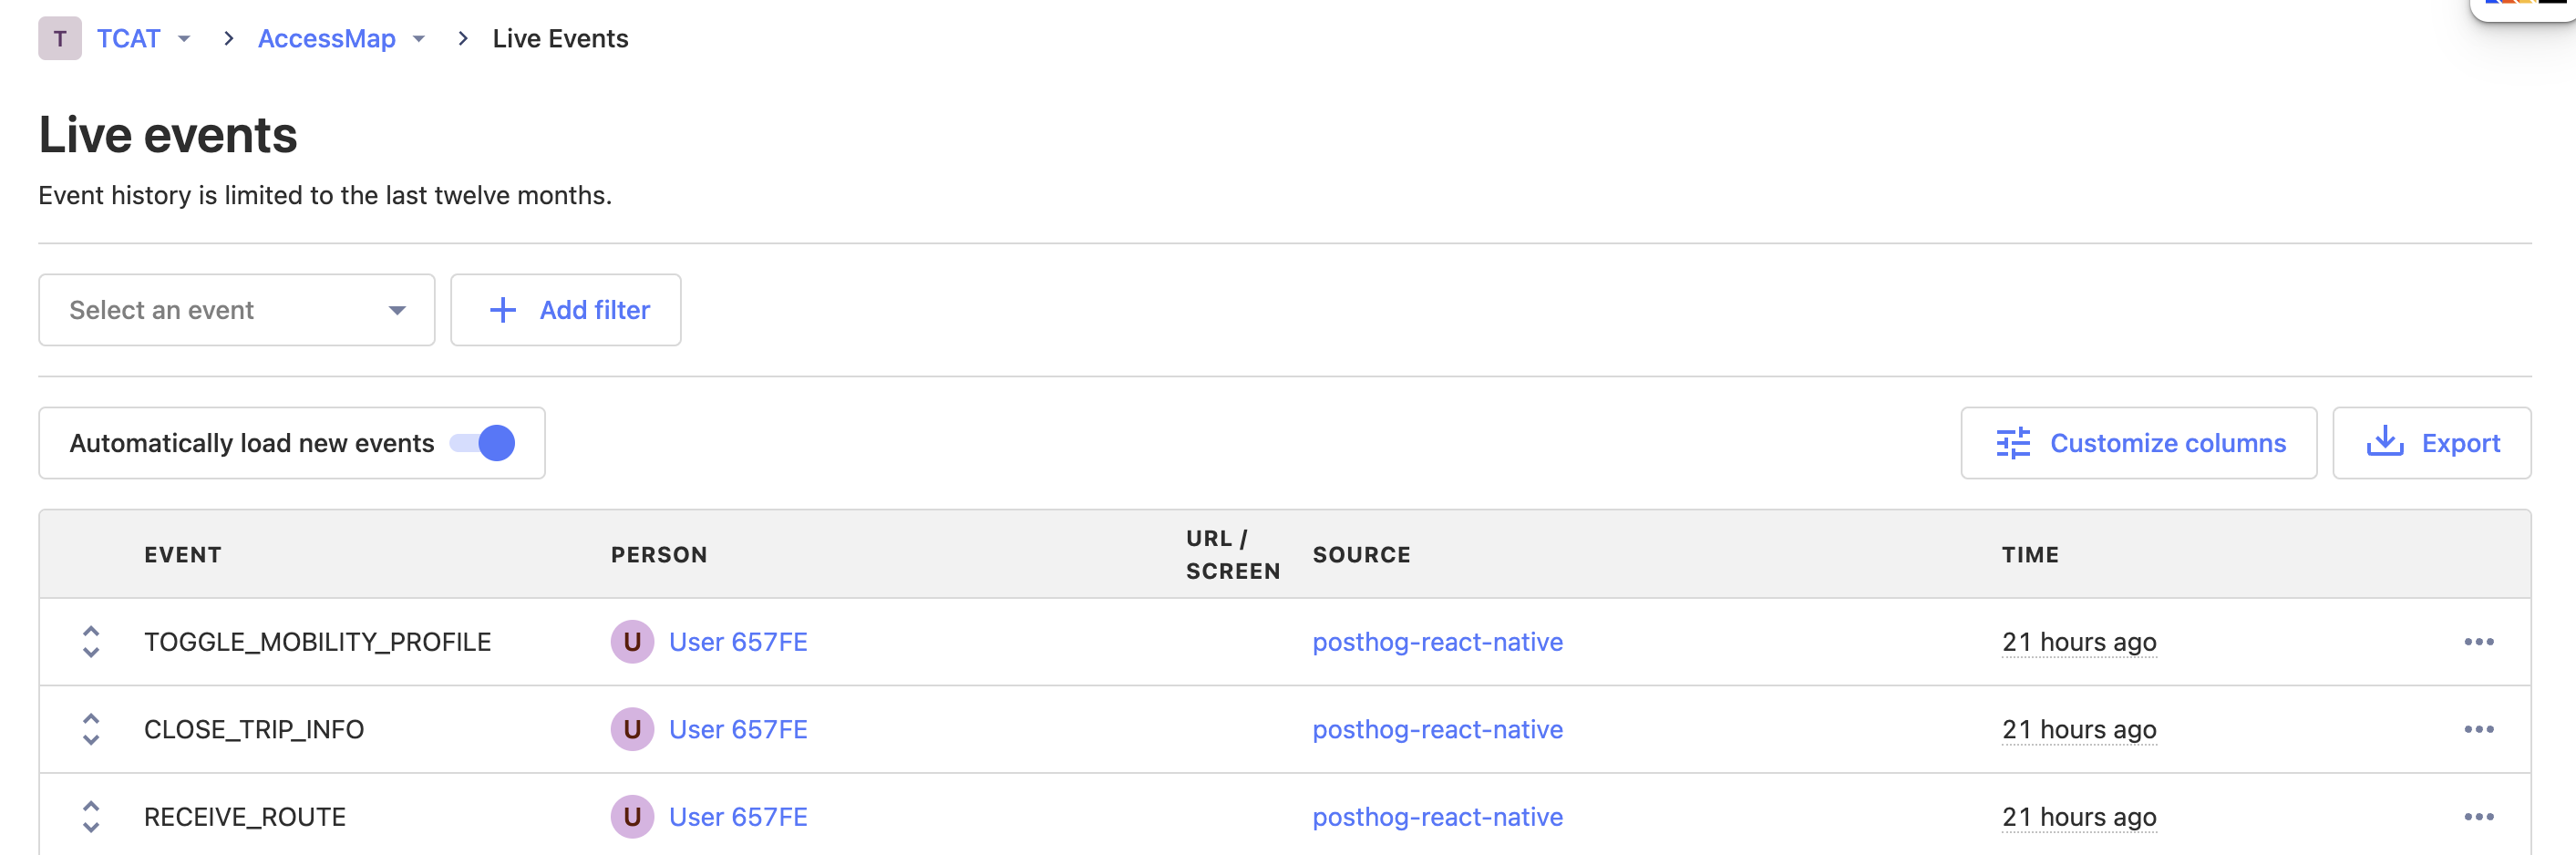 T TCAT > AccessMap > Live Events
Live events
Event history is limited to the last twelve months.
Select an event
Add filter
Automatically load new events
Customize columns
Export
EVENT PERSON URL / SCREEN SOURCE TIME
TOGGLE_MOBILITY_PROFILE U User 657FE posthog-react-native 21 hours ago
CLOSE_TRIP_INFO U User 657FE posthog-react-native 21 hours ago
RECEIVE_ROUTE U User 657FE posthog-react-native 21 hours ago